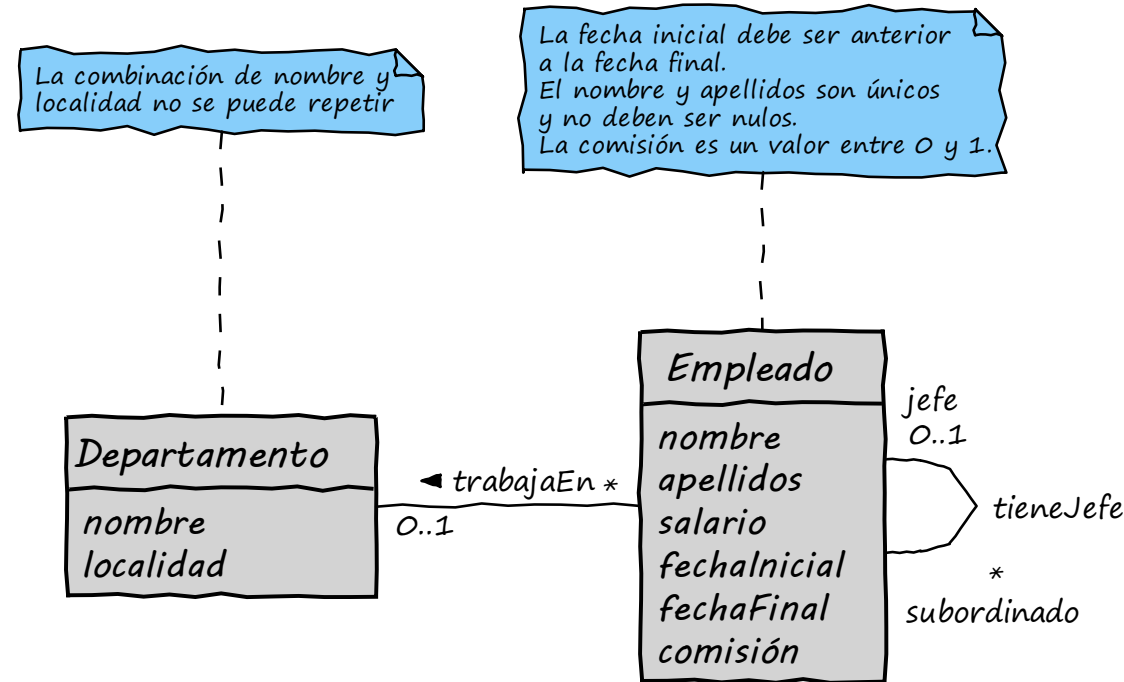 La combinación de nombre y
localidad no se puede repetir
La fecha inicial debe ser anterior
a la fecha final.
El nombre y apellidos son únicos
y no deben ser nulos.
La comisión es un valor entre 0 y 1.
Departamento
nombre
localidad
◄ trabajaEn *
0..1
Empleado
nombre
apellidos
salario
fechaInicial
fechaFinal
comisión
jefe
0..1
tieneJefe
*
subordinado